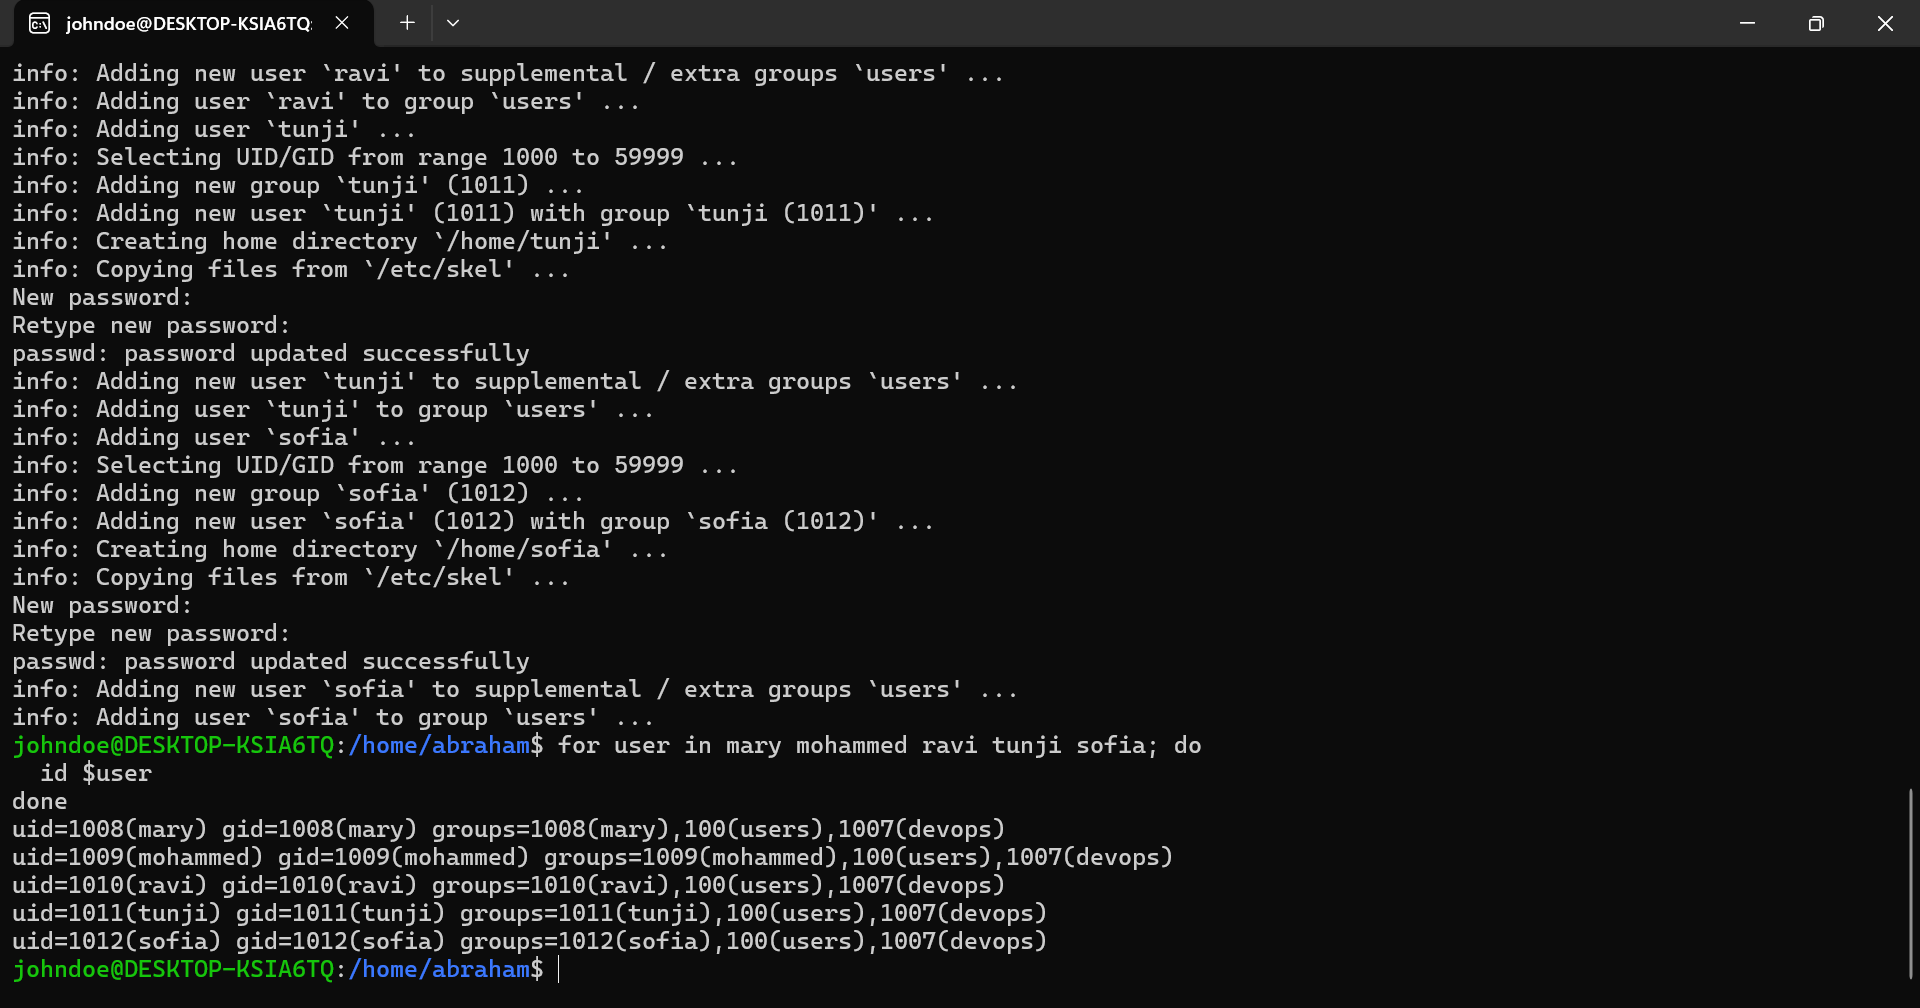 johndoe@DESKTOP-KSIA6TQ:
info: Adding new user `ravi' to supplemental / extra groups `users' ...
info: Adding user `ravi' to group `users' ...
info: Adding user `tunji' ...
info: Selecting UID/GID from range 1000 to 59999 ...
info: Adding new group `tunji' (1011) ...
info: Adding new user `tunji' (1011) with group `tunji (1011)' ...
info: Creating home directory `/home/tunji' ...
info: Copying files from `/etc/skel' ...
New password:
Retype new password:
passwd: password updated successfully
info: Adding new user `tunji' to supplemental / extra groups `users' ...
info: Adding user `tunji' to group `users' ...
info: Adding user `sofia' ...
info: Selecting UID/GID from range 1000 to 59999 ...
info: Adding new group `sofia' (1012) ...
info: Adding new user `sofia' (1012) with group `sofia (1012)' ...
info: Creating home directory `/home/sofia' ...
info: Copying files from `/etc/skel' ...
New password:
Retype new password:
passwd: password updated successfully
info: Adding new user `sofia' to supplemental / extra groups `users' ...
info: Adding user `sofia' to group `users' ...
johndoe@DESKTOP-KSIA6TQ:/home/abraham$ for user in mary mohammed ravi tunji sofia; do
  id $user
done
uid=1008(mary) gid=1008(mary) groups=1008(mary),100(users),1007(devops)
uid=1009(mohammed) gid=1009(mohammed) groups=1009(mohammed),100(users),1007(devops)
uid=1010(ravi) gid=1010(ravi) groups=1010(ravi),100(users),1007(devops)
uid=1011(tunji) gid=1011(tunji) groups=1011(tunji),100(users),1007(devops)
uid=1012(sofia) gid=1012(sofia) groups=1012(sofia),100(users),1007(devops)
johndoe@DESKTOP-KSIA6TQ:/home/abraham$